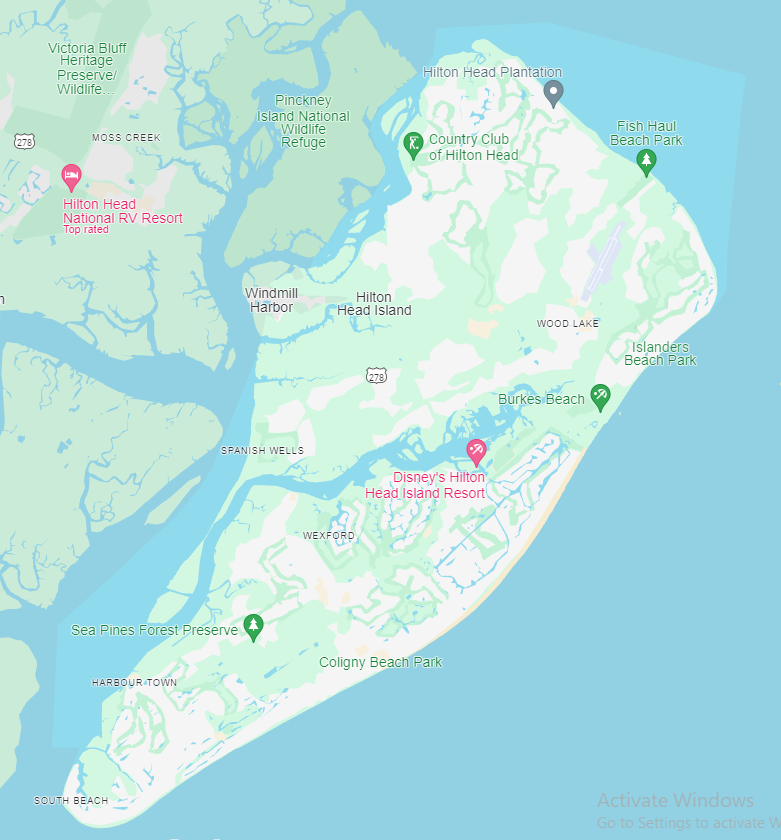 Victoria Bluff
Heritage
Preserve/
Wildlife...
Hilton Head Plantation
Pinckney
Island National
Wildlife
Refuge
Fish Haul
Beach Park
278
MOSS CREEK
Country Club
of Hilton Head
Hilton Head
National RV Resort
Top rated
Windmill
Harbor
Hilton
Head Island
n
WOOD LAKE
Islanders
Beach Park
278
Burkes Beach
SPANISH WELLS
Disney's Hilton
Head Island Resort
WEXFORD
Sea Pines Forest Preserve
Coligny Beach Park
HARBOUR TOWN
SOUTH BEACH
Activate Windows
Go to Settings to activate W